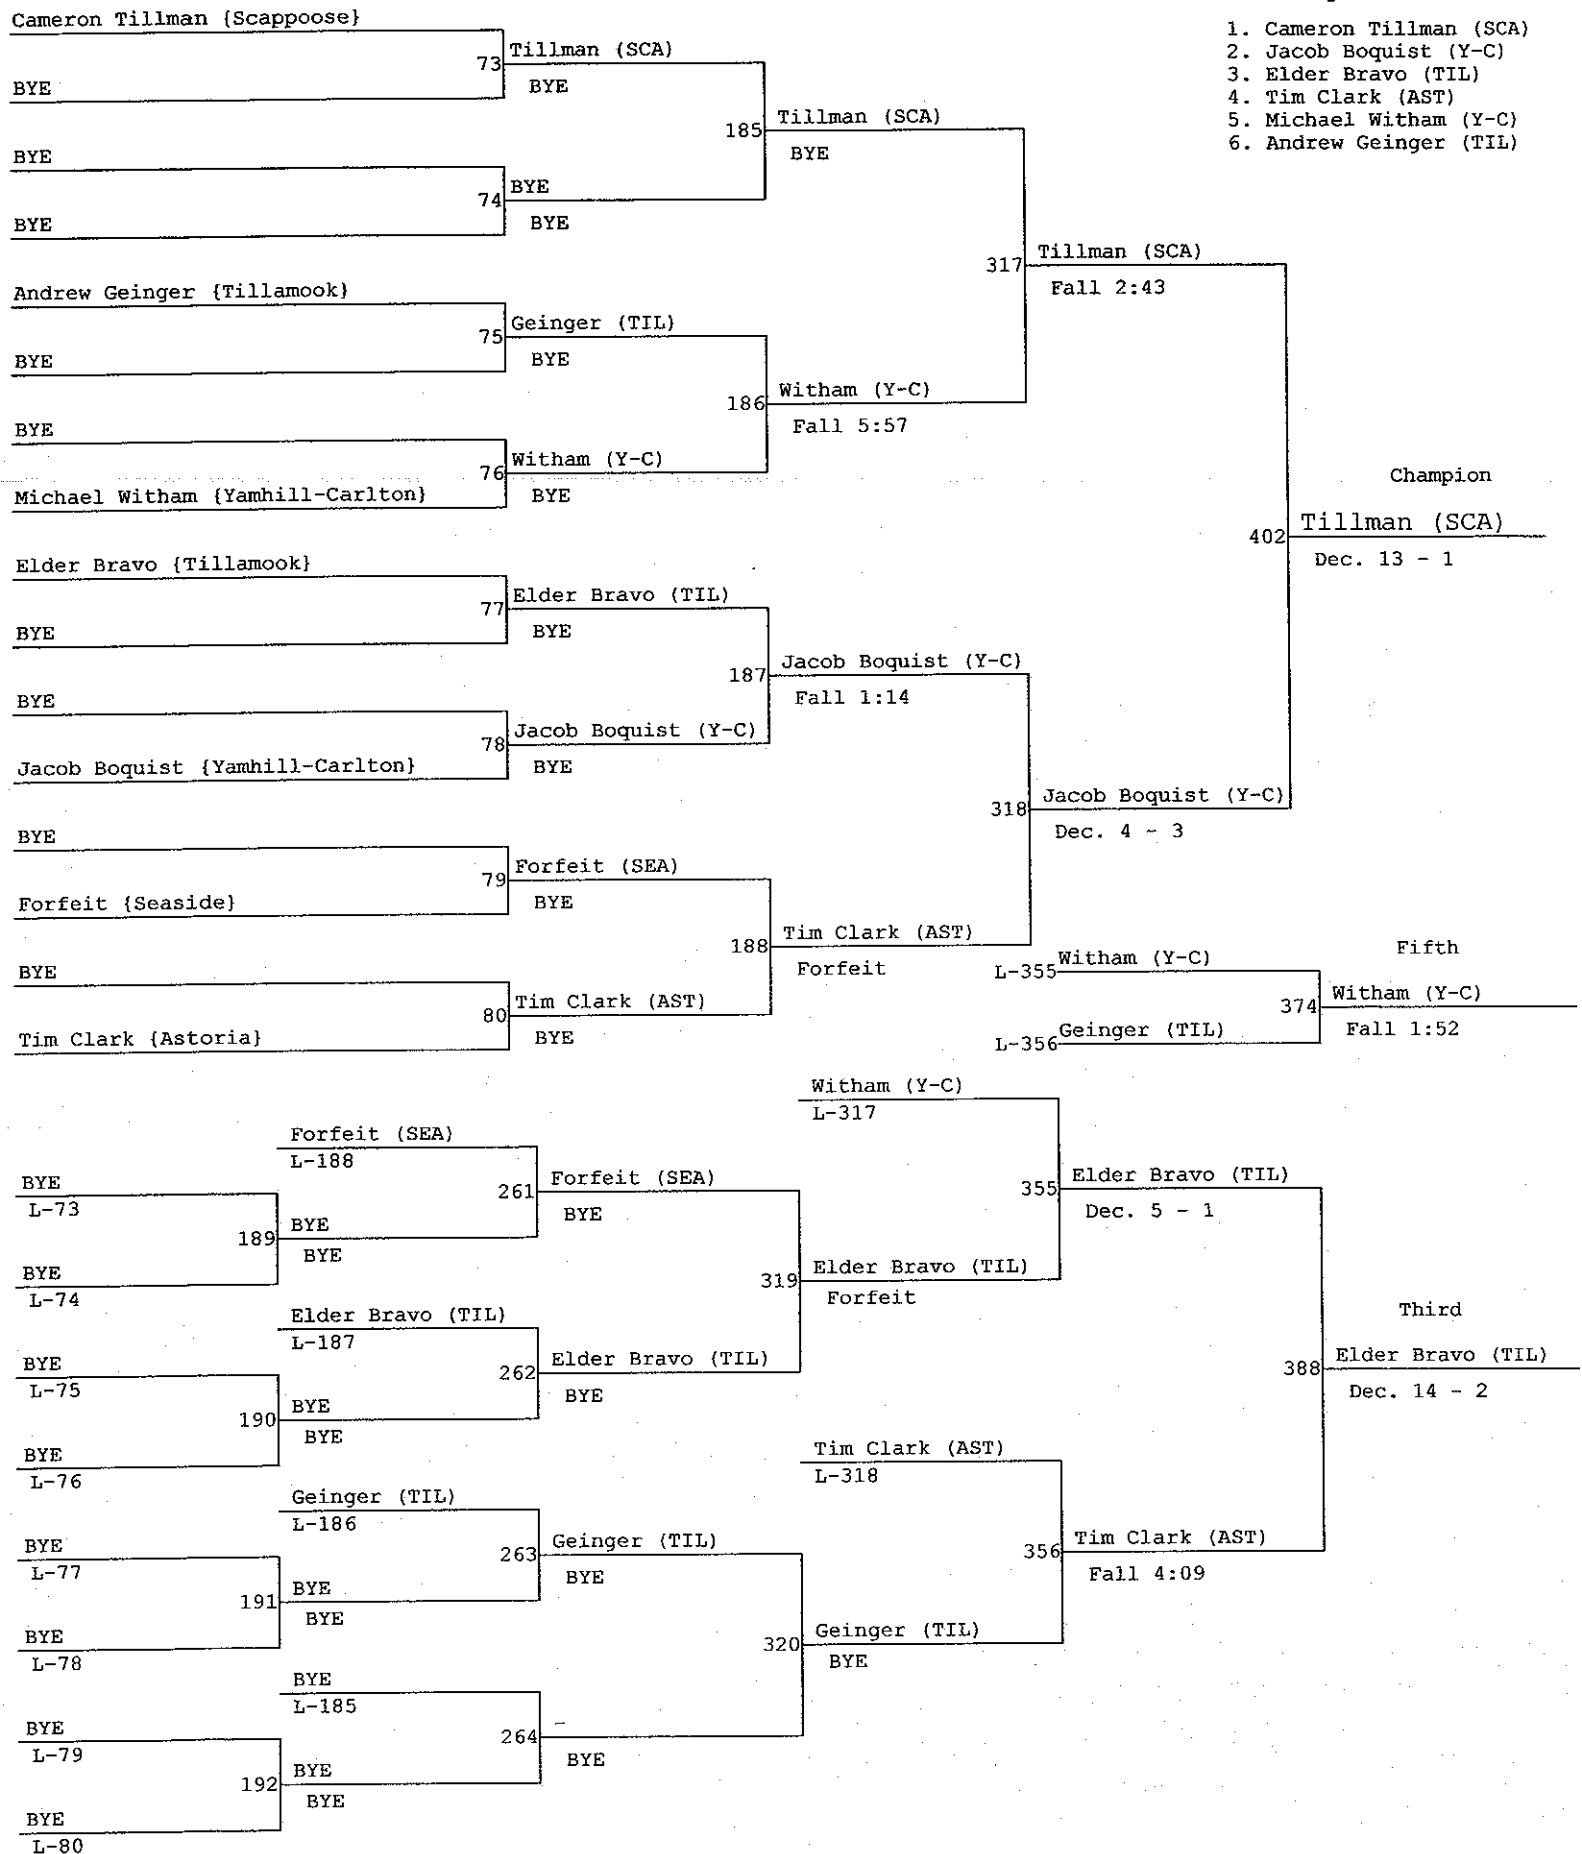 Cameron Tillman {Scappoose}
73
Tillman (SCA)
BYE
BYE
185
Tillman (SCA)
BYE
BYE
74
BYE
BYE
BYE
317
Tillman (SCA)
Fall 2:43
Andrew Geinger {Tillamook}
75
Geinger (TIL)
BYE
BYE
186
Witham (Y-C)
Fall 5:57
BYE
76
Witham (Y-C)
BYE
Michael Witham {Yamhill-Carlton}
Champion
402
Tillman (SCA)
Dec. 13 - 1
Elder Bravo {Tillamook}
77
Elder Bravo (TIL)
BYE
BYE
187
Jacob Boquist (Y-C)
Fall 1:14
BYE
78
Jacob Boquist (Y-C)
BYE
Jacob Boquist {Yamhill-Carlton}
318
Jacob Boquist (Y-C)
Dec. 4 - 3
BYE
79
Forfeit (SEA)
BYE
Forfeit {Seaside}
188
Tim Clark (AST)
Forfeit
BYE
80
Tim Clark (AST)
BYE
Tim Clark {Astoria}
1. Cameron Tillman (SCA)
2. Jacob Boquist (Y-C)
3. Elder Bravo (TIL)
4. Tim Clark (AST)
5. Michael Witham (Y-C)
6. Andrew Geinger (TIL)
Fifth
L-355 Witham (Y-C)
374
Witham (Y-C)
Fall 1:52
L-356 Geinger (TIL)
Witham (Y-C)
L-317
Forfeit (SEA)
L-188
261
Forfeit (SEA)
BYE
BYE
L-73
189
BYE
BYE
BYE
L-74
355
Elder Bravo (TIL)
Dec. 5 - 1
319
Elder Bravo (TIL)
Forfeit
Elder Bravo (TIL)
L-187
262
Elder Bravo (TIL)
BYE
BYE
L-75
190
BYE
BYE
BYE
L-76
Third
388
Elder Bravo (TIL)
Dec. 14 - 2
Tim Clark (AST)
L-318
Geinger (TIL)
L-186
263
Geinger (TIL)
BYE
BYE
L-77
191
BYE
BYE
BYE
L-78
356
Tim Clark (AST)
Fall 4:09
320
Geinger (TIL)
BYE
BYE
L-185
264
BYE
BYE
L-79
192
BYE
BYE
BYE
L-80